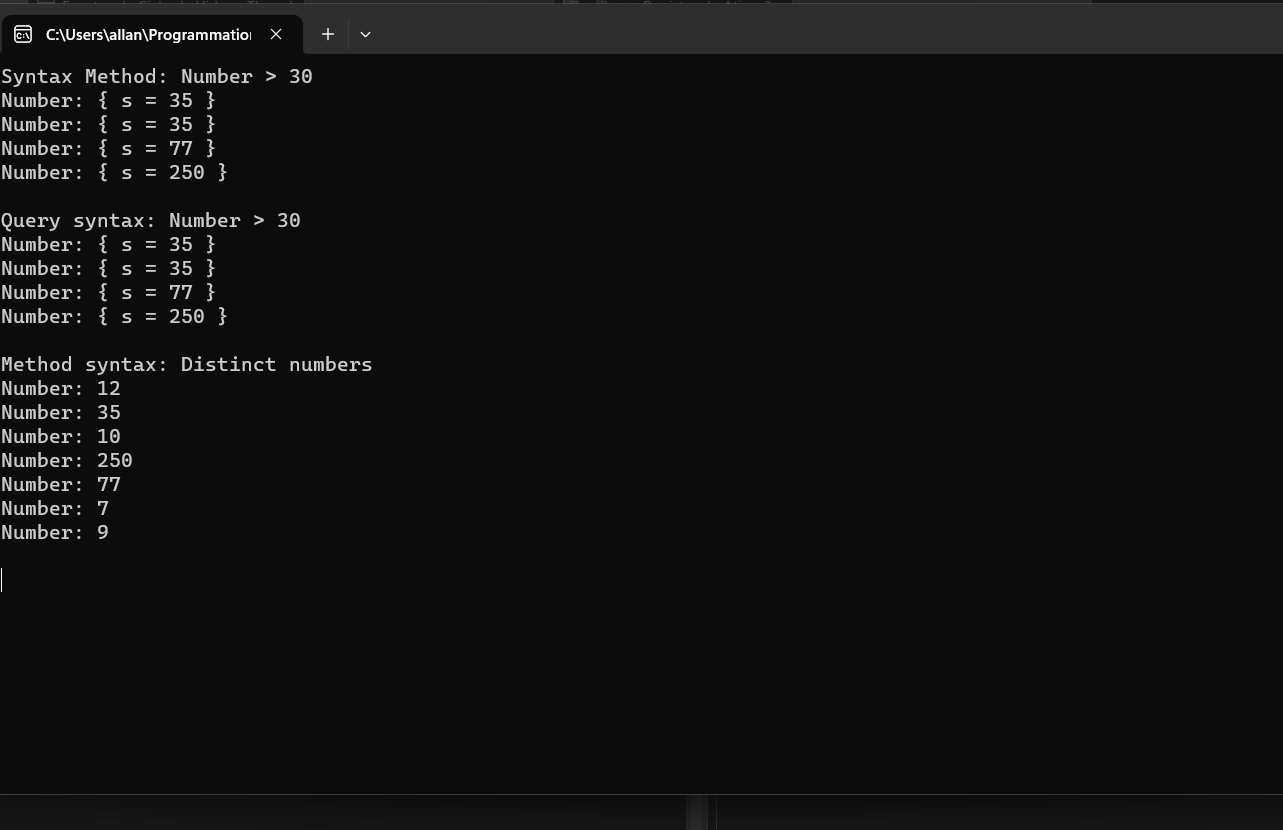 C:\Users\allan\Programmation
Syntax Method: Number > 30
Number: { s = 35 }
Number: { s = 35 }
Number: { s = 77 }
Number: { s = 250 }
Query syntax: Number > 30
Number: { s = 35 }
Number: { s = 35 }
Number: { s = 77 }
Number: { s = 250 }
Method syntax: Distinct numbers
Number: 12
Number: 35
Number: 10
Number: 250
Number: 77
Number: 7
Number: 9